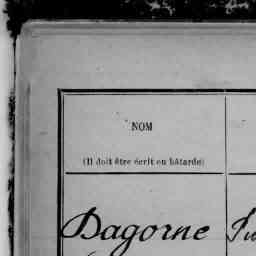 NOM
(Il doit être écrit en bâtarde)
Dagorne